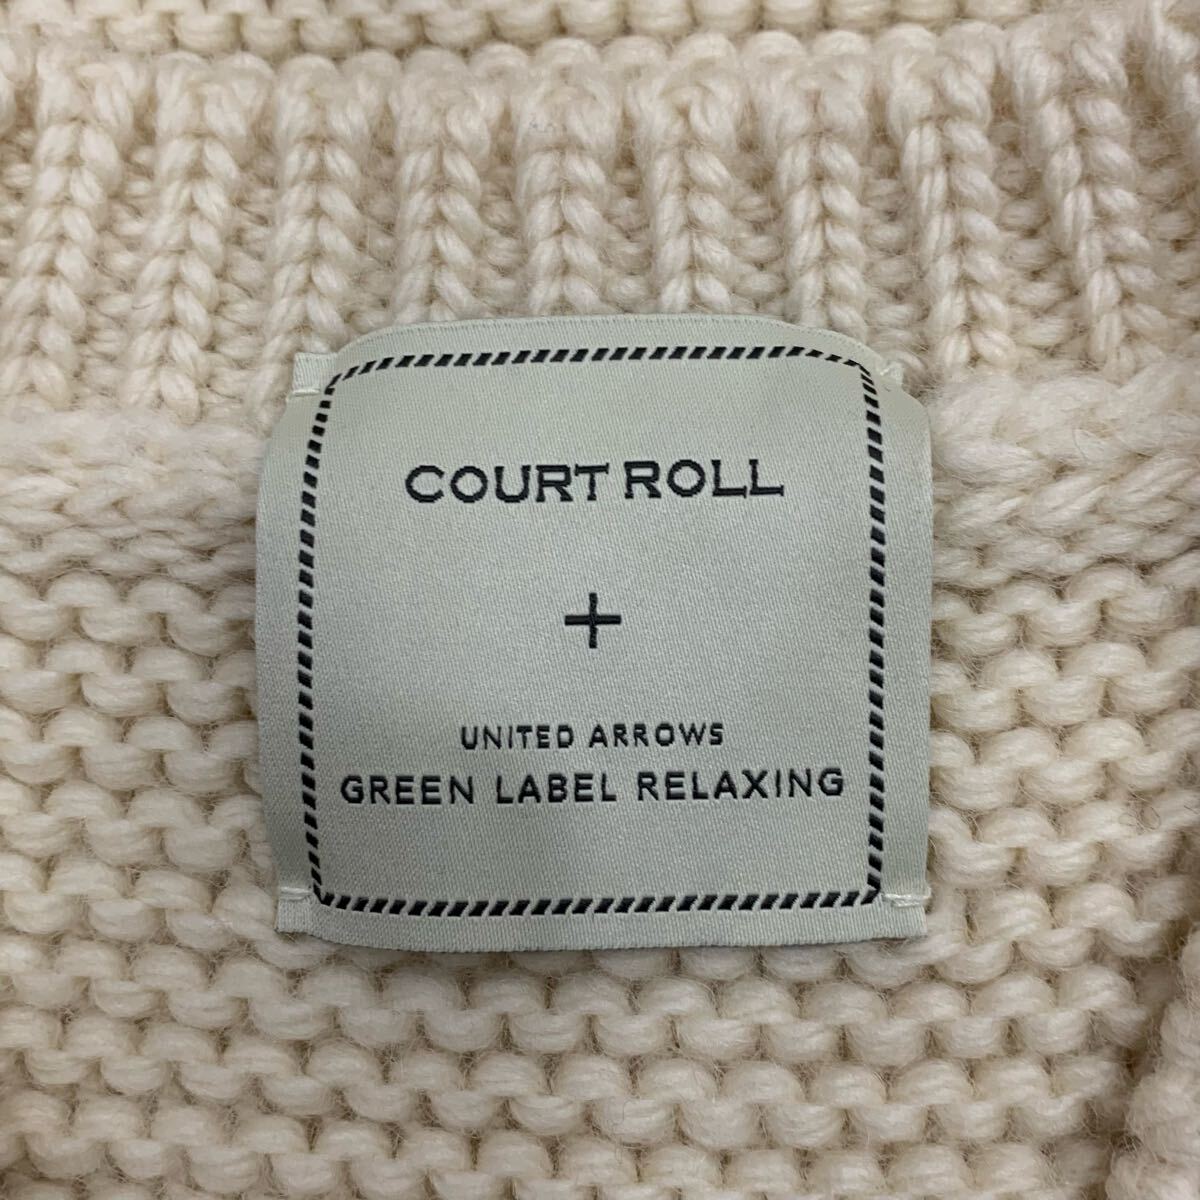 COURT ROLL
+
UNITED ARROWS
GREEN LABEL RELAXING